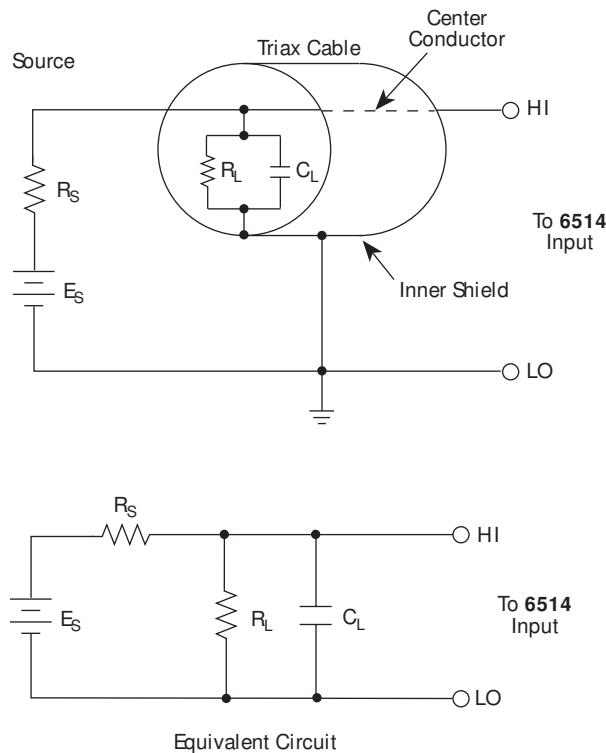 Source
Triax Cable
Center
Conductor
HI
RS
RL
CL
To 6514
Input
ES
Inner Shield
LO
RS
HI
ES
RL
CL
To 6514
Input
LO
Equivalent Circuit